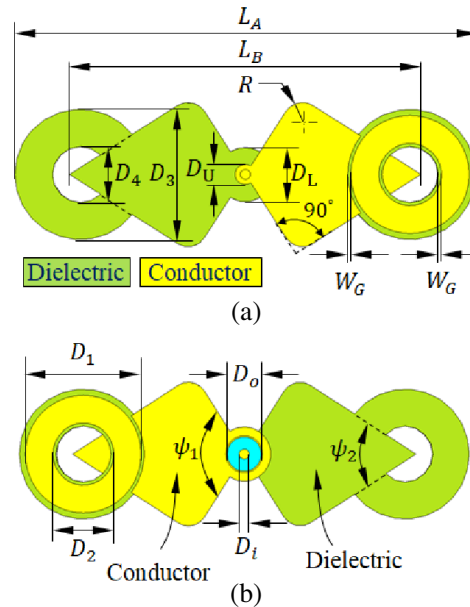 L_A
L_B
R
D_4 D_3 D_U D_L
90°
Dielectric Conductor W_G W_G
(a)
D_1 D_o
ψ_1 ψ_2
D_2 D_i
Conductor Dielectric
(b)